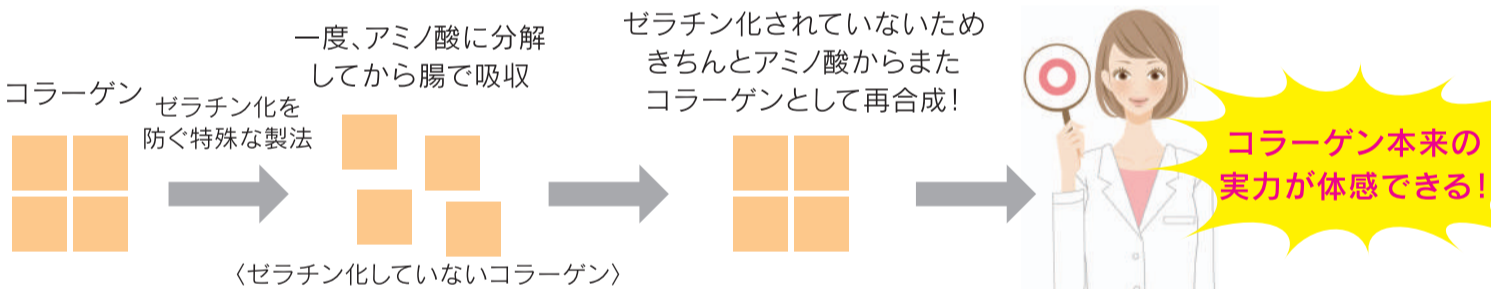 コラーゲン
ゼラチン化を
防ぐ特殊な製法
一度、アミノ酸に分解
してから腸で吸収
〈ゼラチン化していないコラーゲン〉
ゼラチン化されていないため
きちんとアミノ酸からまた
コラーゲンとして再合成！
コラーゲン本来の
実力が体感できる！